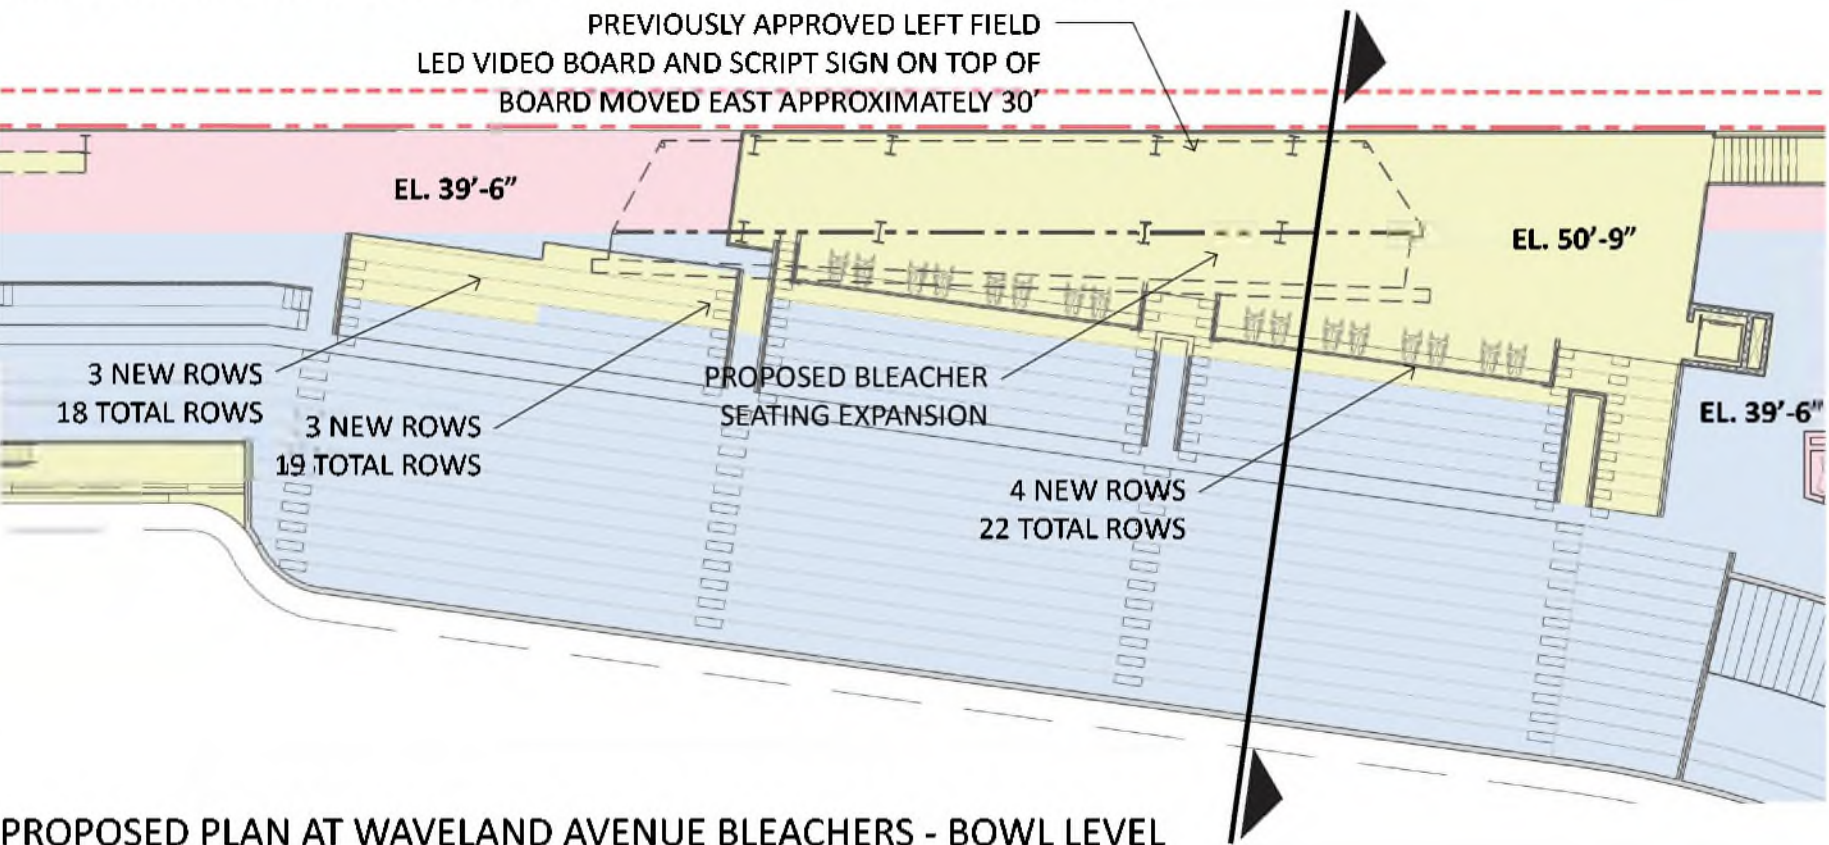 PREVIOUSLY APPROVED LEFT FIELD
LED VIDEO BOARD AND SCRIPT SIGN ON TOP OF
BOARD MOVED EAST APPROXIMATELY 30'
EL. 39'-6"
EL. 50'-9"
3 NEW ROWS
18 TOTAL ROWS
3 NEW ROWS
19 TOTAL ROWS
PROPOSED BLEACHER
SEATING EXPANSION
EL. 39'-6"
4 NEW ROWS
22 TOTAL ROWS
PROPOSED PLAN AT WAVELAND AVENUE BLEACHERS - BOWL LEVEL